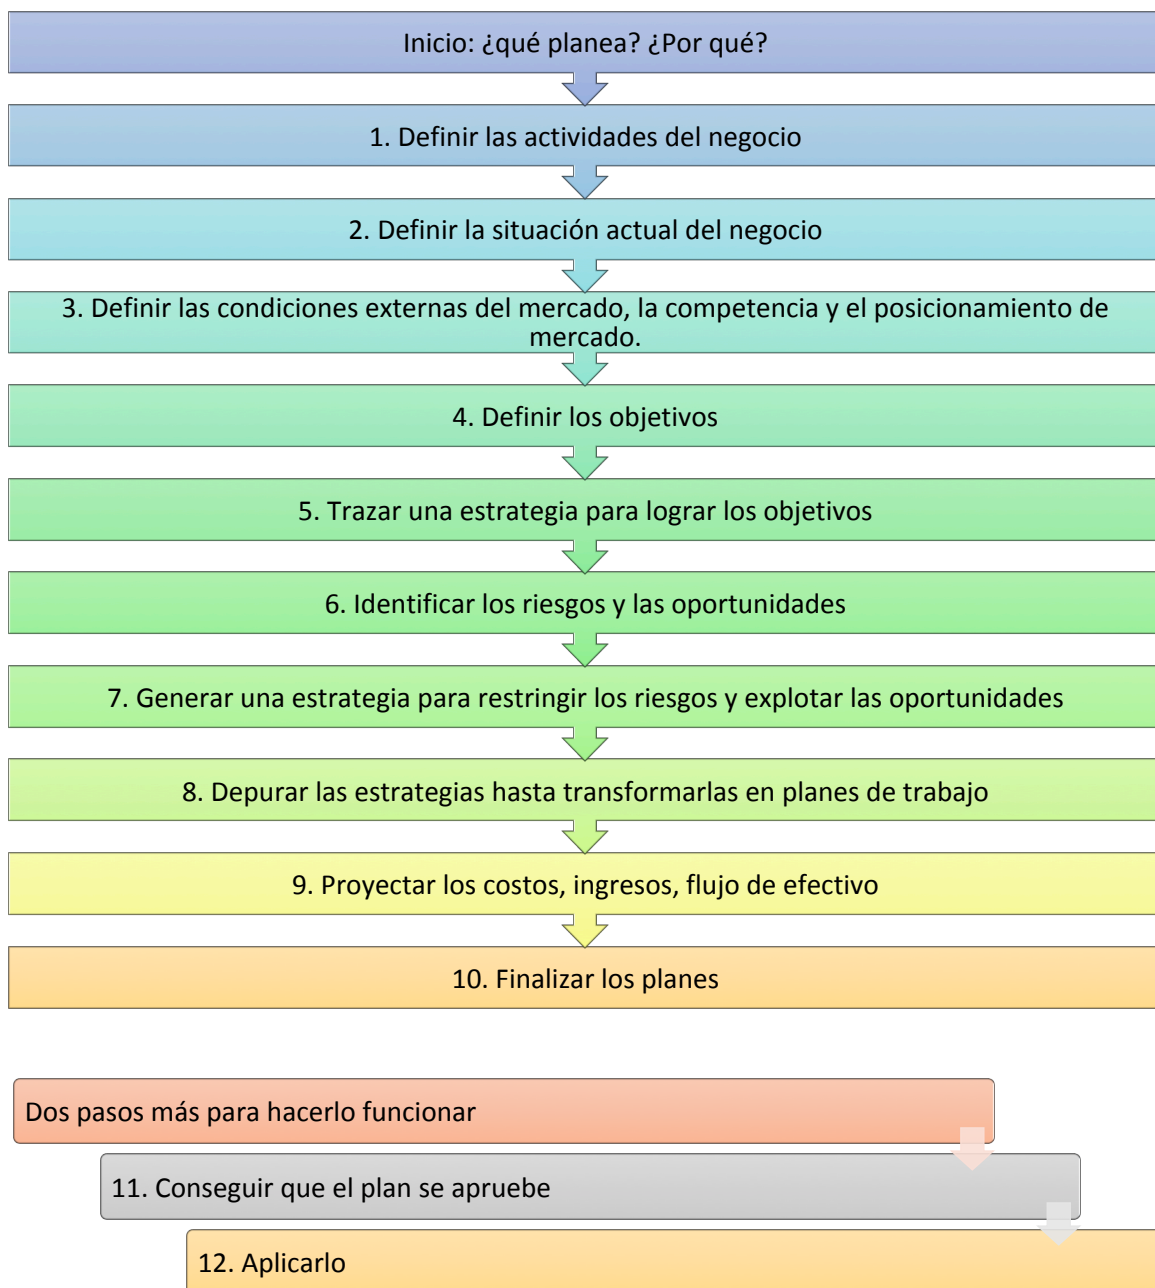 Inicio: ¿qué planea? ¿Por qué?
1. Definir las actividades del negocio
2. Definir la situación actual del negocio
3. Definir las condiciones externas del mercado, la competencia y el posicionamiento de
mercado.
4. Definir los objetivos
5. Trazar una estrategia para lograr los objetivos
6. Identificar los riesgos y las oportunidades
7. Generar una estrategia para restringir los riesgos y explotar las oportunidades
8. Depurar las estrategias hasta transformarlas en planes de trabajo
9. Proyectar los costos, ingresos, flujo de efectivo
10. Finalizar los planes
Dos pasos más para hacerlo funcionar
11. Conseguir que el plan se apruebe
12. Aplicarlo